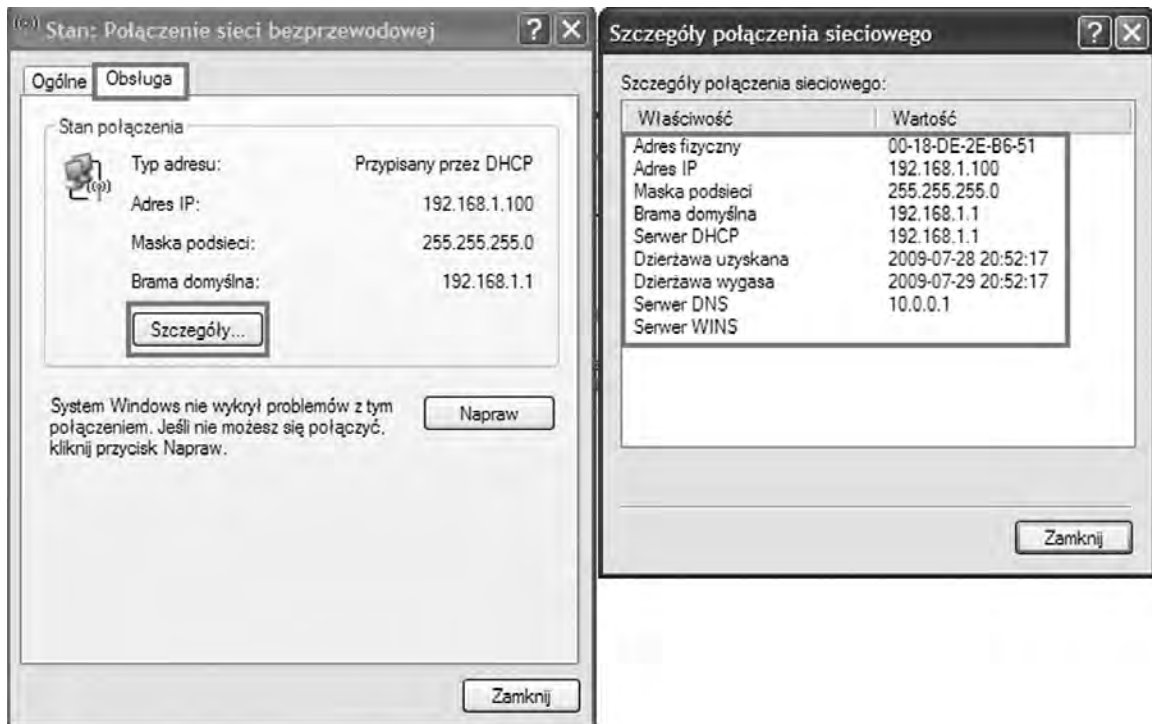 Stan: Połączenie sieci bezprzewodowej
Ogólne Obsługa
Stan połączenia
Typ adresu: Przypisany przez DHCP
Adres IP: 192.168.1.100
Maska podsieci: 255.255.255.0
Brama domyślna: 192.168.1.1
Szczegóły...
System Windows nie wykrył problemów z tym
połączeniem. Jeśli nie możesz się połączyć,
kliknij przycisk Napraw.
Napraw
Zamknij
Szczegóły połączenia sieciowego
Szczegóły połączenia sieciowego:
Właściwość Wartość
Adres fizyczny 00-18-DE-2E-B6-51
Adres IP 192.168.1.100
Maska podsieci 255.255.255.0
Brama domyślna 192.168.1.1
Serwer DHCP 192.168.1.1
Dzierżawa uzyskana 2009-07-28 20:52:17
Dzierżawa wygasa 2009-07-29 20:52:17
Serwer DNS 10.0.0.1
Serwer WINS
Zamknij